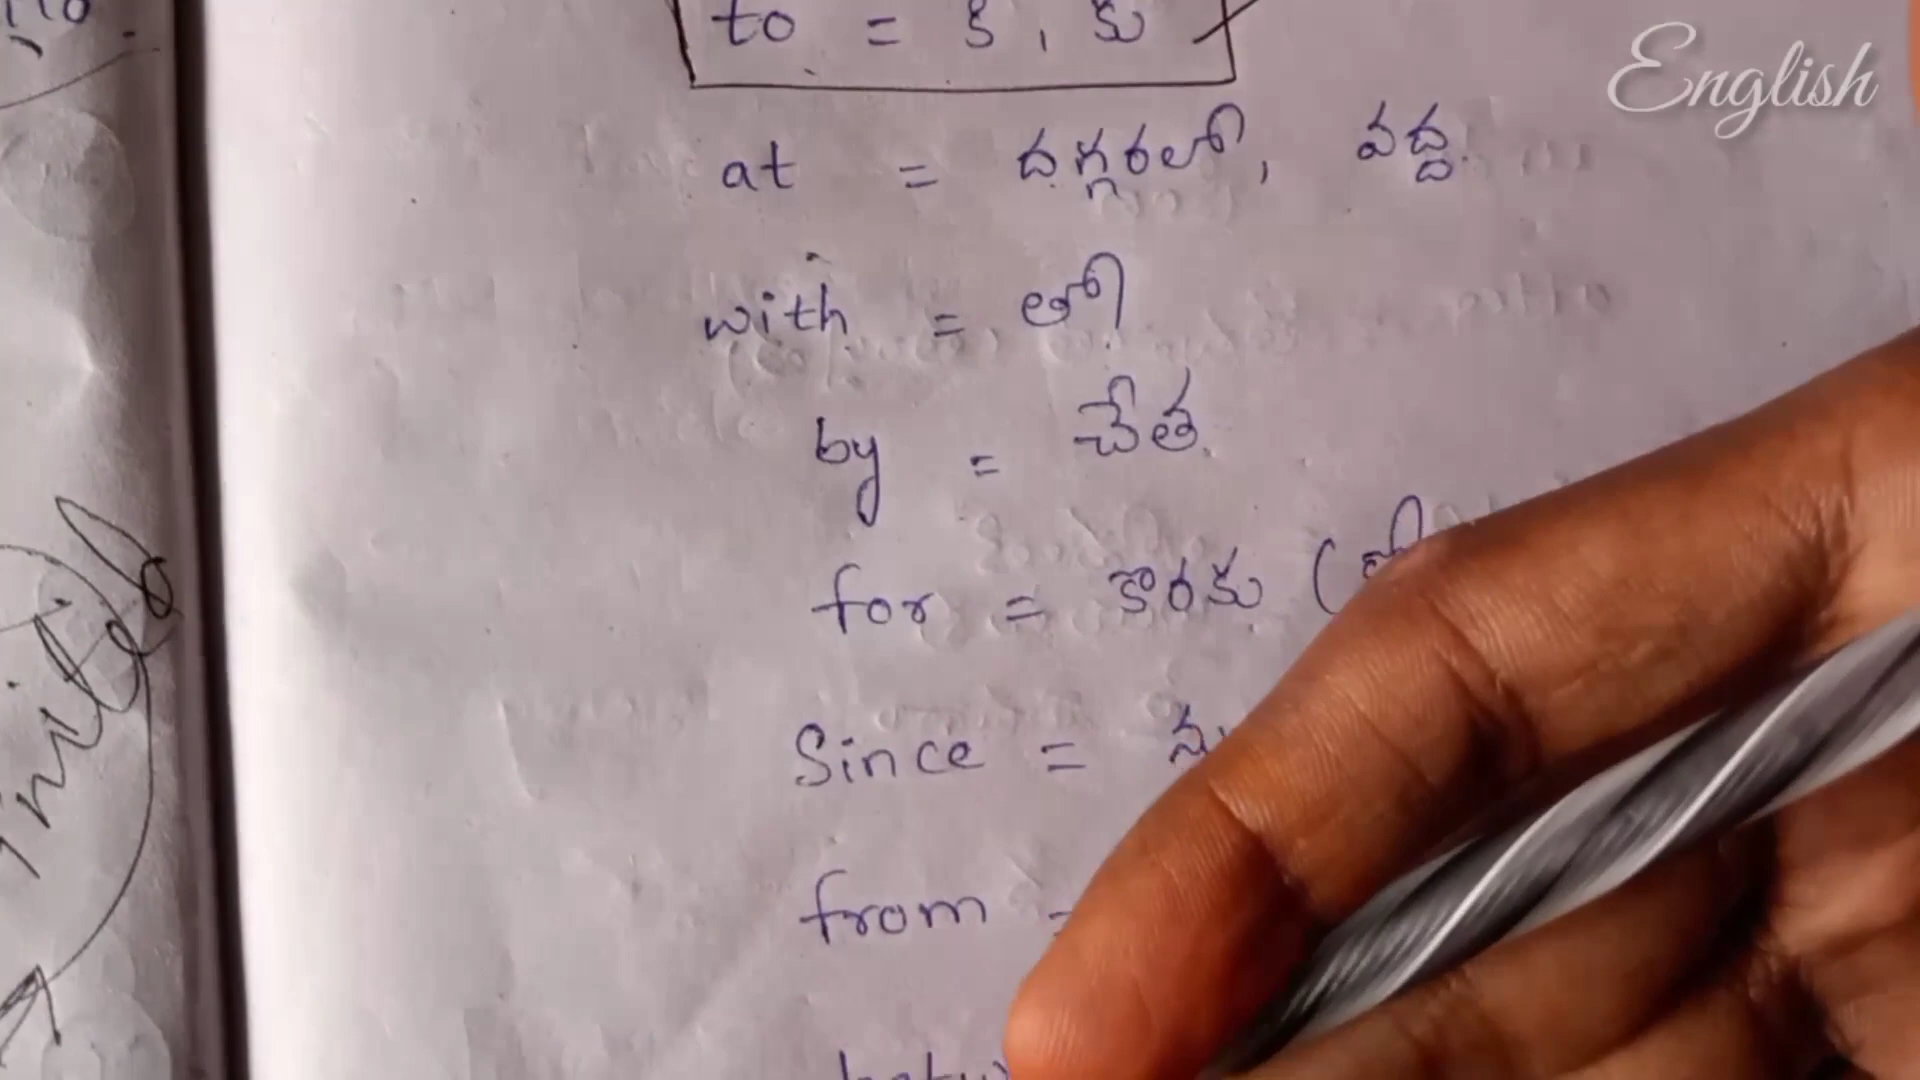 English
to = కి, కు
at = దగ్గరలో, వద్ద.
with = తో
by = చేత.
for = కొరకు (
Since =
from =